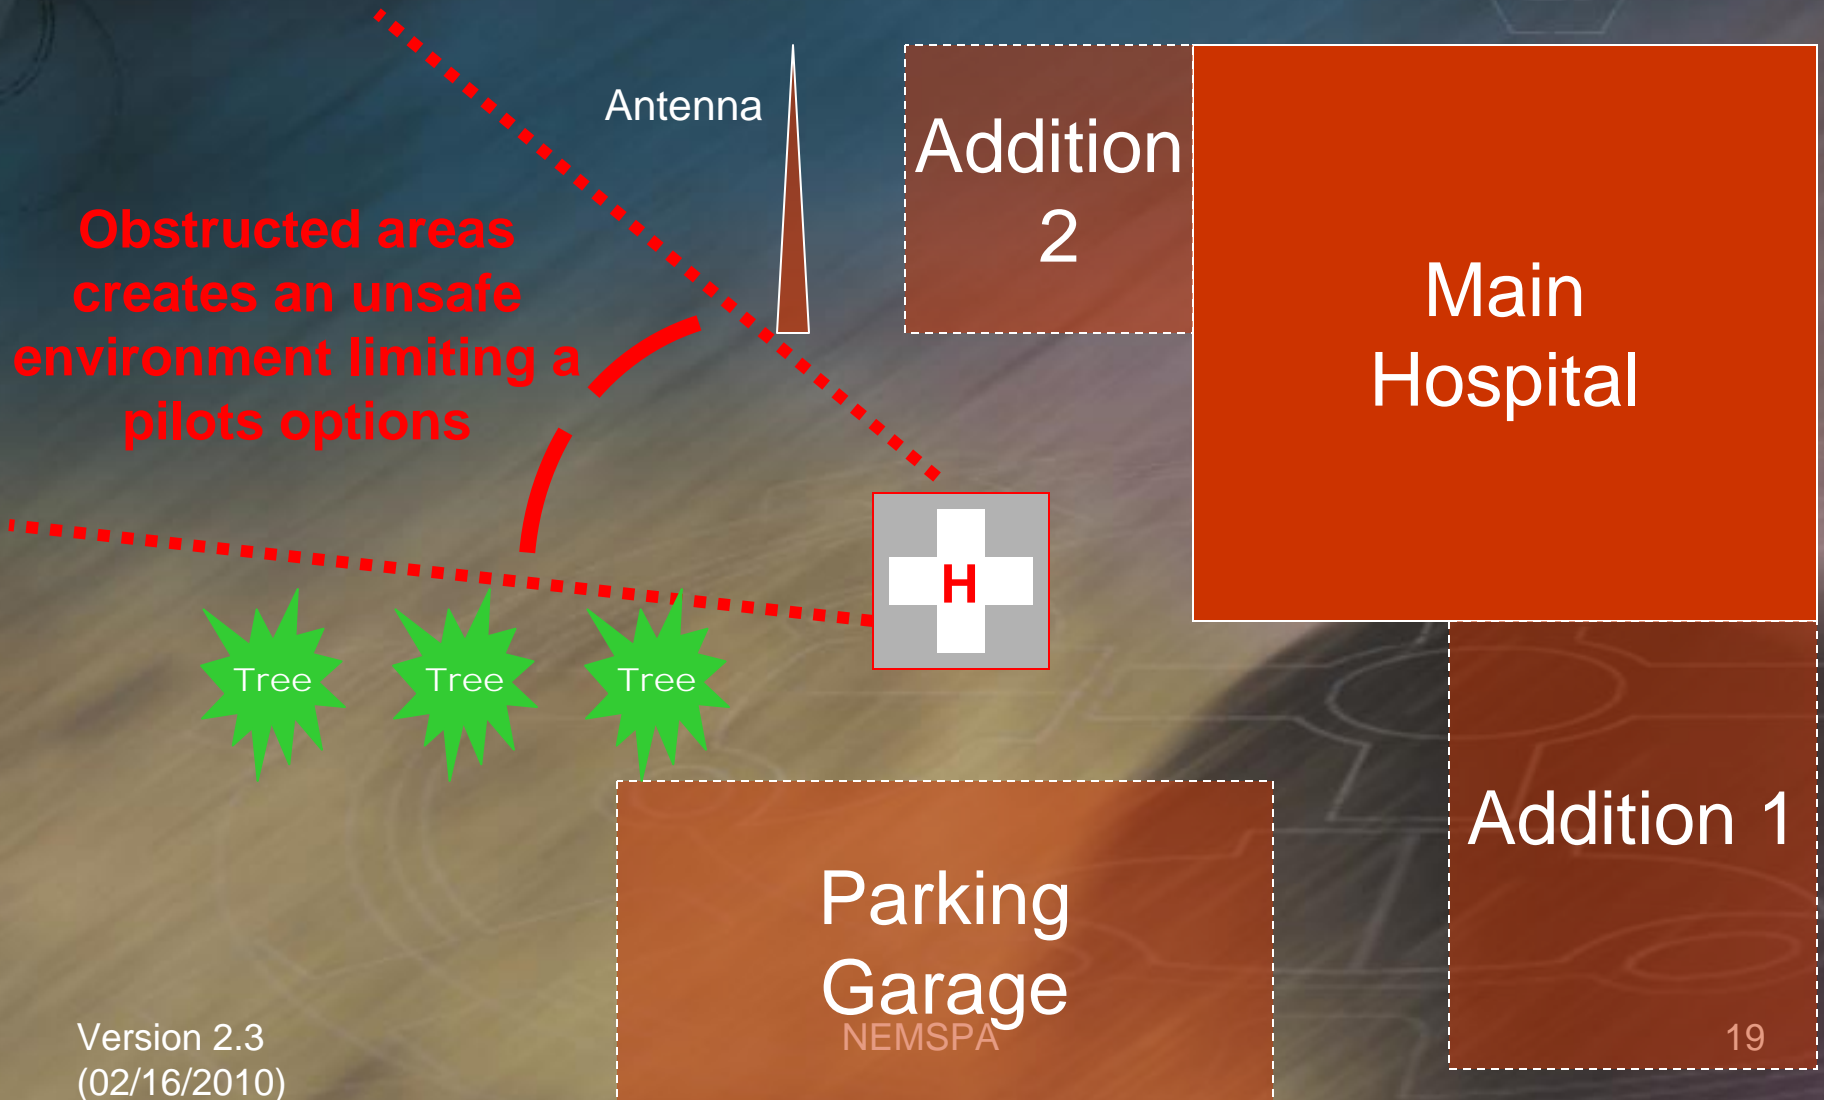 Antenna
Addition
2
Main
Hospital
Obstructed areas
creates an unsafe
environment limiting a
pilots options
H
Tree
Tree
Tree
Addition 1
Parking
Garage
Version 2.3
(02/16/2010)
NEMSPA
19